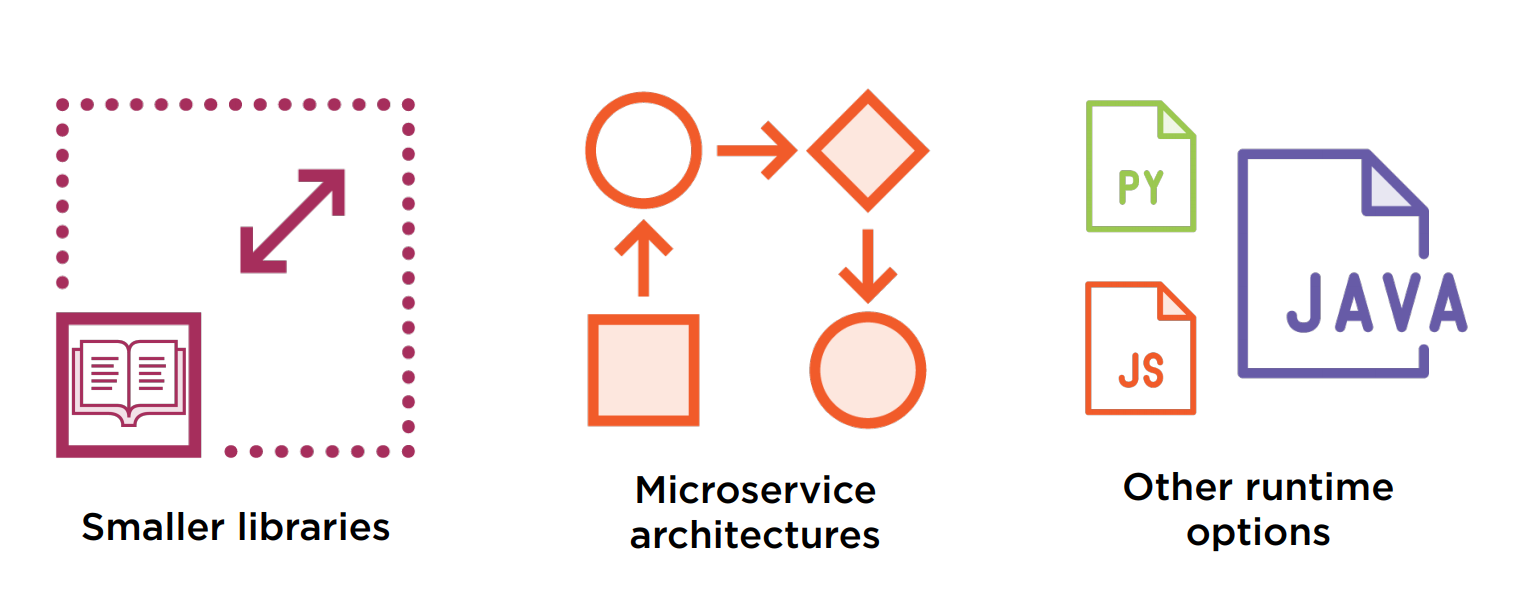 PY
JS
JAVA
Smaller libraries
Microservice
architectures
Other runtime
options